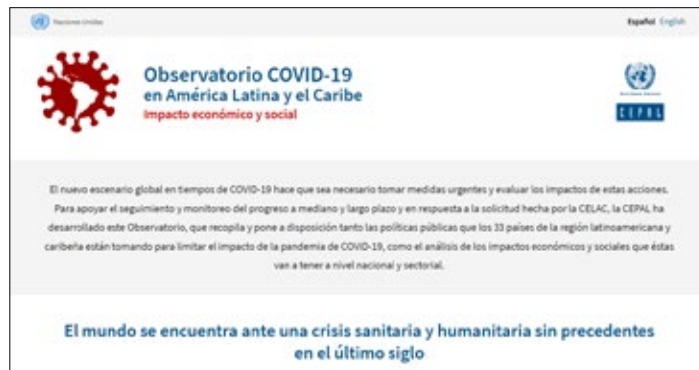 Naciones Unidas
Español English
Observatorio COVID-19
en América Latina y el Caribe
Impacto económico y social
CEPAL
El nuevo escenario global en tiempos de COVID-19 hace que sea necesario tomar medidas urgentes y evaluar los impactos de estas acciones.
Para apoyar el seguimiento y monitoreo del progreso a mediano y largo plazo y en respuesta a la solicitud hecha por la CELAC, la CEPAL ha
desarrollado este Observatorio, que recopila y pone a disposición tanto las políticas públicas que los 33 países de la región latinoamericana y
caribeña están tomando para limitar el impacto de la pandemia de COVID-19, como el análisis de los impactos económicos y sociales que éstas
van a tener a nivel nacional y sectorial.
El mundo se encuentra ante una crisis sanitaria y humanitaria sin precedentes
en el último siglo